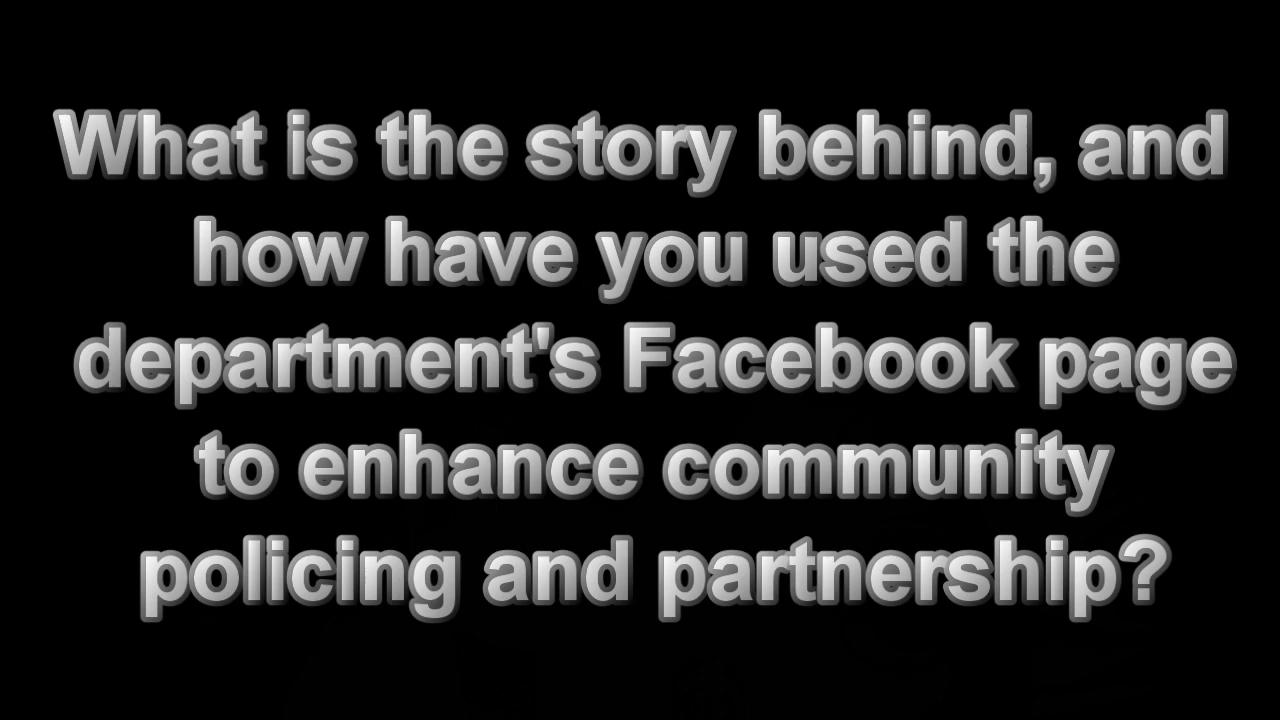 What is the story behind, and
how have you used the
department's Facebook page
to enhance community
policing and partnership?